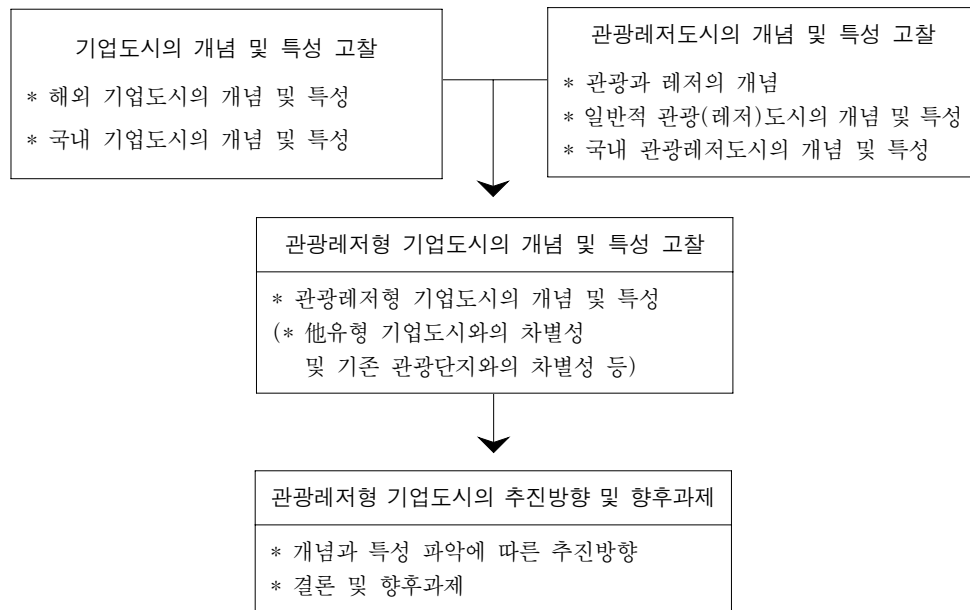 기업도시의 개념 및 특성 고찰
* 해외 기업도시의 개념 및 특성
* 국내 기업도시의 개념 및 특성
관광레저도시의 개념 및 특성 고찰
* 관광과 레저의 개념
* 일반적 관광(레저)도시의 개념 및 특성
* 국내 관광레저도시의 개념 및 특성
관광레저형 기업도시의 개념 및 특성 고찰
* 관광레저형 기업도시의 개념 및 특성
(* 他유형 기업도시와의 차별성
및 기존 관광단지와의 차별성 등)
관광레저형 기업도시의 추진방향 및 향후과제
* 개념과 특성 파악에 따른 추진방향
* 결론 및 향후과제